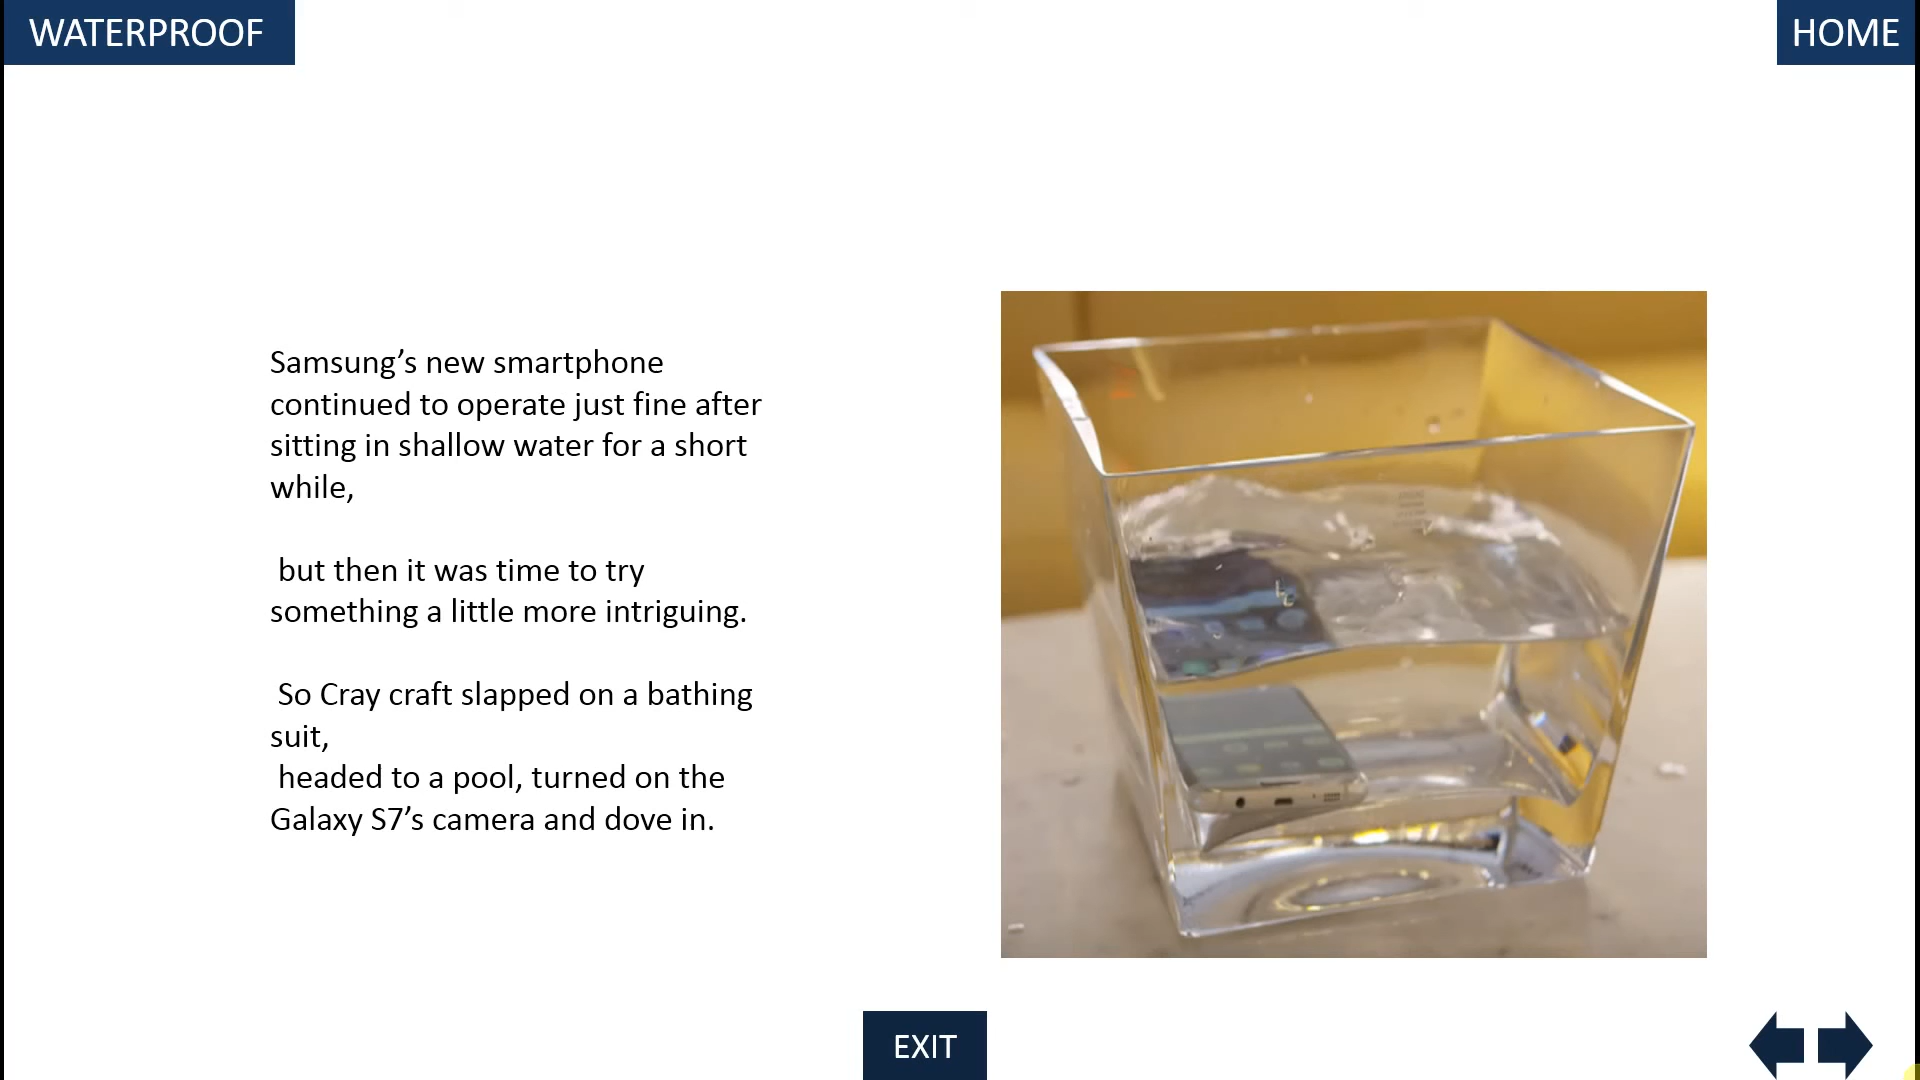 WATERPROOF
HOME
Samsung’s new smartphone
continued to operate just fine after
sitting in shallow water for a short
while,
but then it was time to try
something a little more intriguing.
So Cray craft slapped on a bathing
suit,
headed to a pool, turned on the
Galaxy S7’s camera and dove in.
EXIT